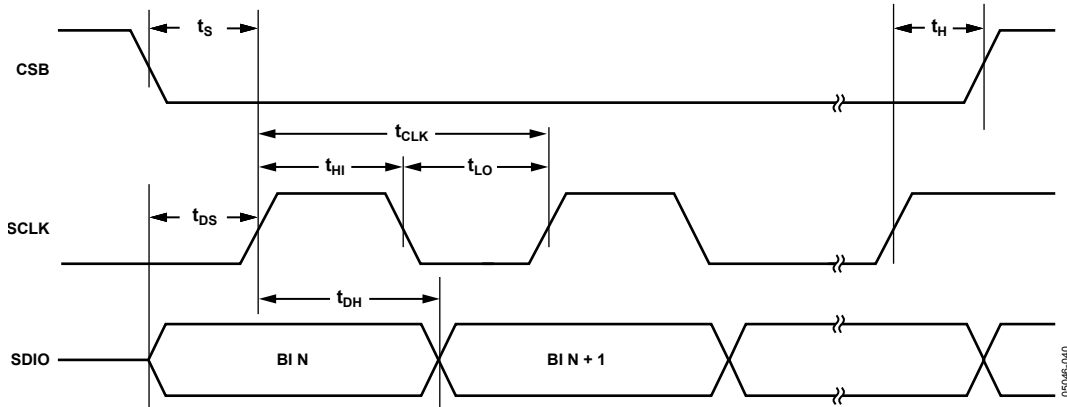 tS
tH
CSB
tCLK
tHI
tLO
tDS
SCLK
tDH
SDIO
BI N
BI N + 1
05046-040